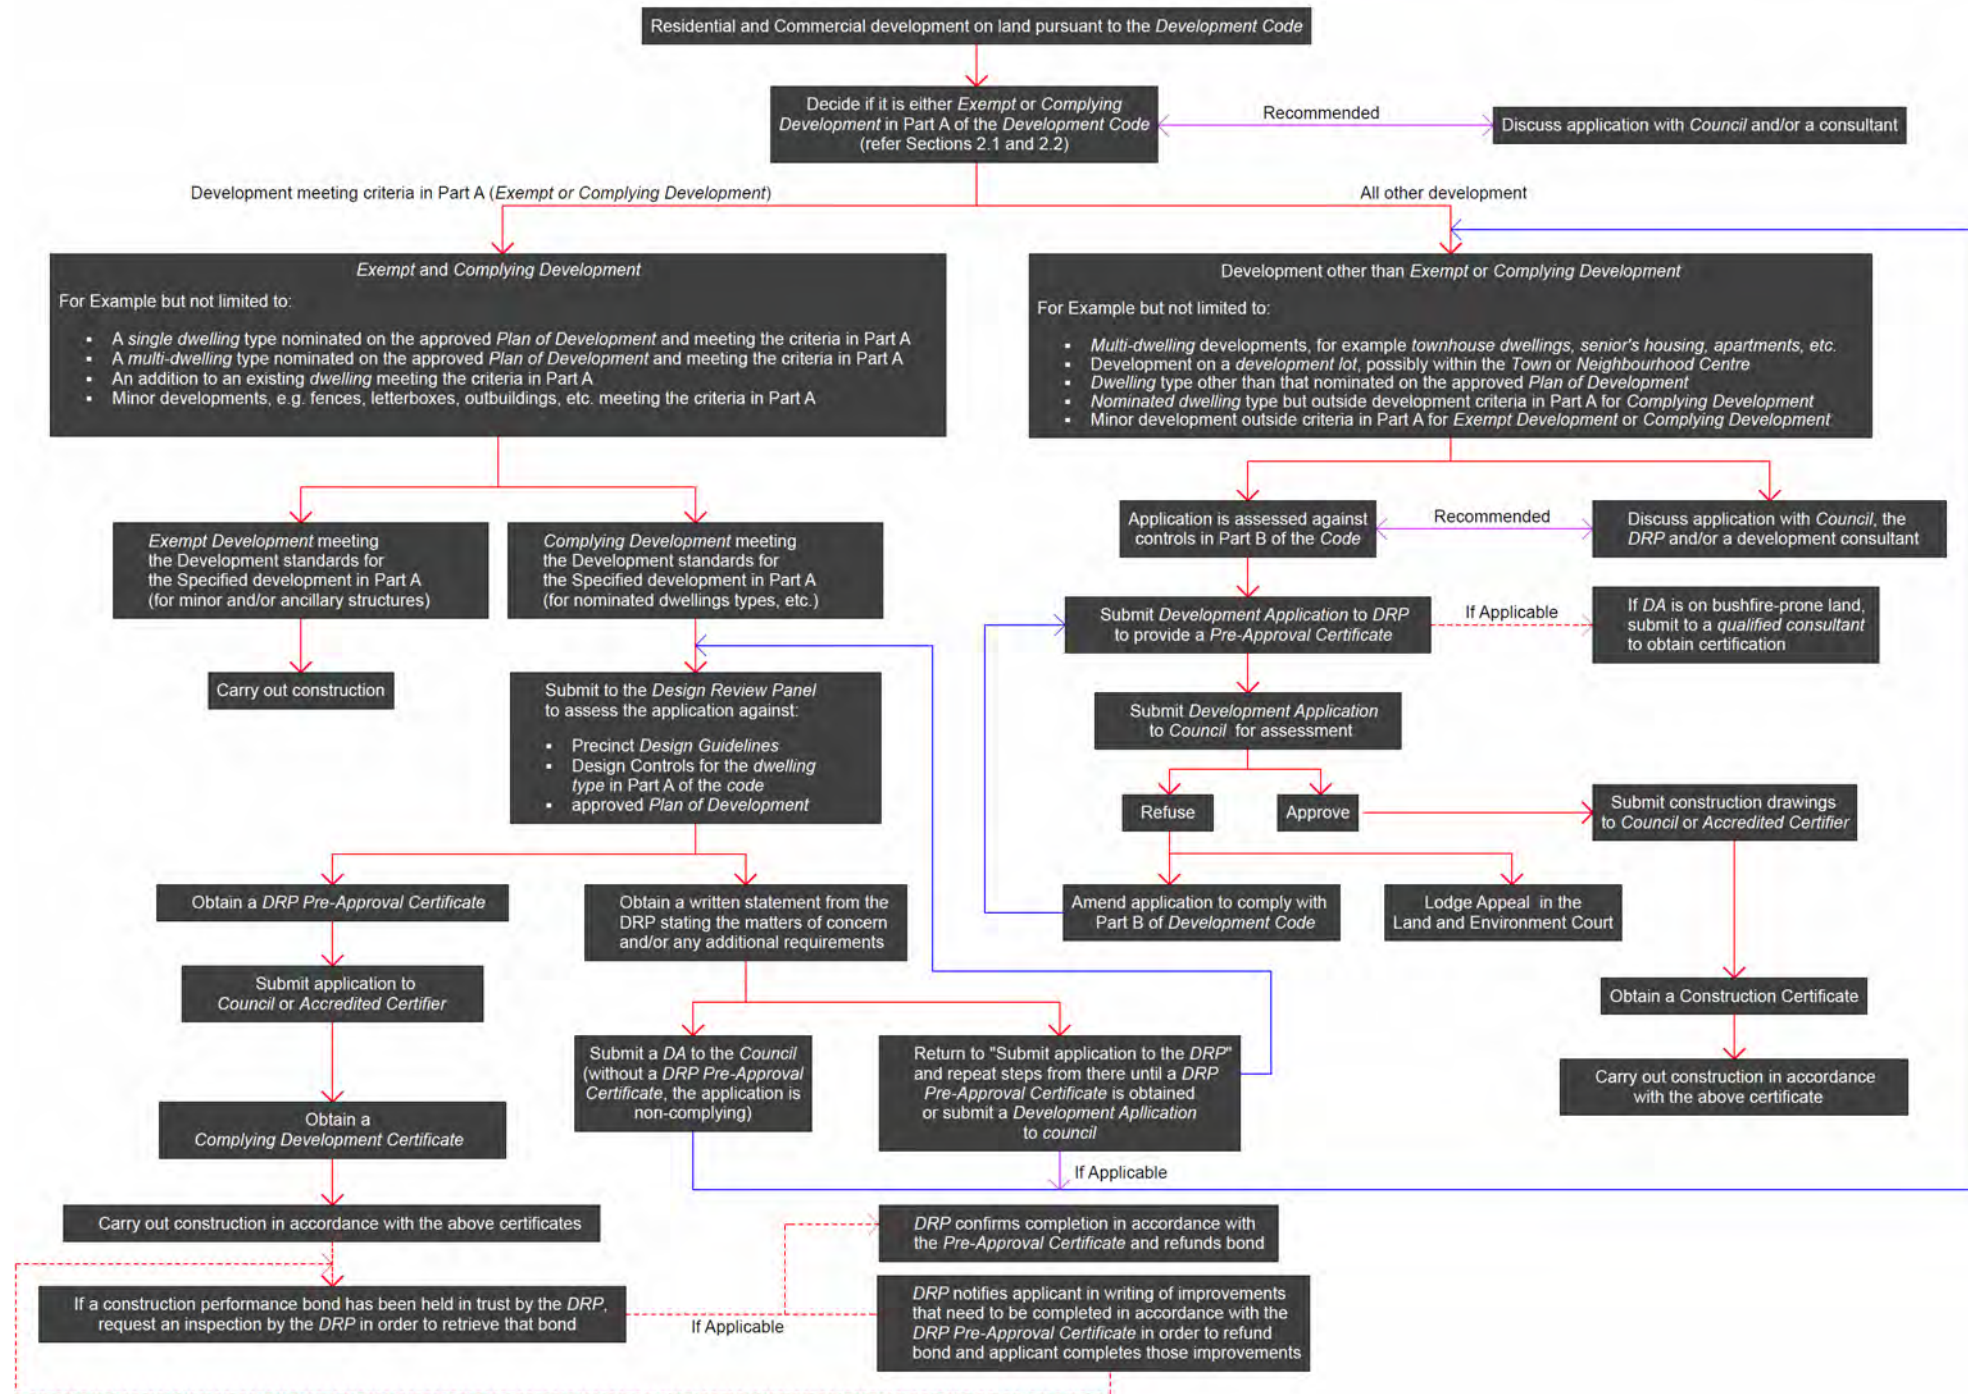 Residential and Commercial development on land pursuant to the Development Code
Decide if it is either Exempt or Complying
Development in Part A of the Development Code
(refer Sections 2.1 and 2.2)
Recommended
Discuss application with Council and/or a consultant
Development meeting criteria in Part A (Exempt or Complying Development)
All other development
Exempt and Complying Development
For Example but not limited to:
▪ A single dwelling type nominated on the approved Plan of Development and meeting the criteria in Part A
▪ A multi-dwelling type nominated on the approved Plan of Development and meeting the criteria in Part A
▪ An addition to an existing dwelling meeting the criteria in Part A
▪ Minor developments, e.g. fences, letterboxes, outbuildings, etc. meeting the criteria in Part A
Development other than Exempt or Complying Development
For Example but not limited to:
▪ Multi-dwelling developments, for example townhouse dwellings, senior's housing, apartments, etc.
▪ Development on a development lot, possibly within the Town or Neighbourhood Centre
▪ Dwelling type other than that nominated on the approved Plan of Development
▪ Nominated dwelling type but outside development criteria in Part A for Complying Development
▪ Minor development outside criteria in Part A for Exempt Development or Complying Development
Exempt Development meeting
the Development standards for
the Specified development in Part A
(for minor and/or ancillary structures)
Complying Development meeting
the Development standards for
the Specified development in Part A
(for nominated dwellings types, etc.)
Application is assessed against
controls in Part B of the Code
Recommended
Discuss application with Council, the
DRP and/or a development consultant
Submit Development Application to DRP
to provide a Pre-Approval Certificate
If Applicable
If DA is on bushfire-prone land,
submit to a qualified consultant
to obtain certification
Carry out construction
Submit to the Design Review Panel
to assess the application against:
▪ Precinct Design Guidelines
▪ Design Controls for the dwelling
type in Part A of the code
▪ approved Plan of Development
Submit Development Application
to Council for assessment
Refuse
Approve
Submit construction drawings
to Council or Accredited Certifier
Obtain a DRP Pre-Approval Certificate
Obtain a written statement from the
DRP stating the matters of concern
and/or any additional requirements
Amend application to comply with
Part B of Development Code
Lodge Appeal in the
Land and Environment Court
Submit application to
Council or Accredited Certifier
Obtain a Construction Certificate
Submit a DA to the Council
(without a DRP Pre-Approval
Certificate, the application is
non-complying)
Return to "Submit application to the DRP"
and repeat steps from there until a DRP
Pre-Approval Certificate is obtained
or submit a Development Apllication
to council
Carry out construction in accordance
with the above certificate
Obtain a
Complying Development Certificate
If Applicable
Carry out construction in accordance with the above certificates
DRP confirms completion in accordance with
the Pre-Approval Certificate and refunds bond
If a construction performance bond has been held in trust by the DRP,
request an inspection by the DRP in order to retrieve that bond
If Applicable
DRP notifies applicant in writing of improvements
that need to be completed in accordance with the
DRP Pre-Approval Certificate in order to refund
bond and applicant completes those improvements